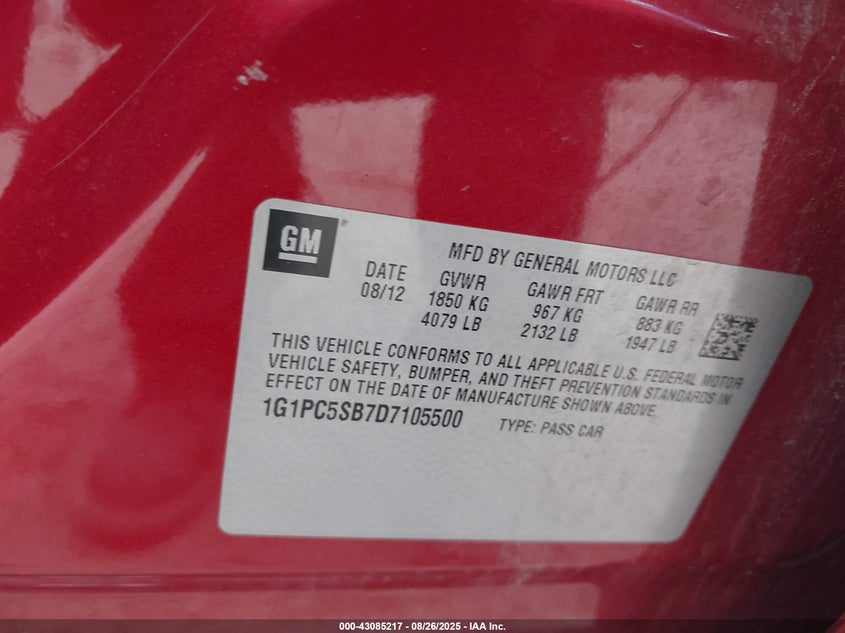 GM ®
MFD BY GENERAL MOTORS LLC
DATE GVWR GAWR FRT GAWR RR
08/12 1850 KG 967 KG 883 KG
4079 LB 2132 LB 1947 LB
THIS VEHICLE CONFORMS TO ALL APPLICABLE U.S. FEDERAL MOTOR
VEHICLE SAFETY, BUMPER, AND THEFT PREVENTION STANDARDS IN
EFFECT ON THE DATE OF MANUFACTURE SHOWN ABOVE.
1G1PC5SB7D7105500 TYPE: PASS CAR
000-43085217 - 08/26/2025 - IAA Inc.